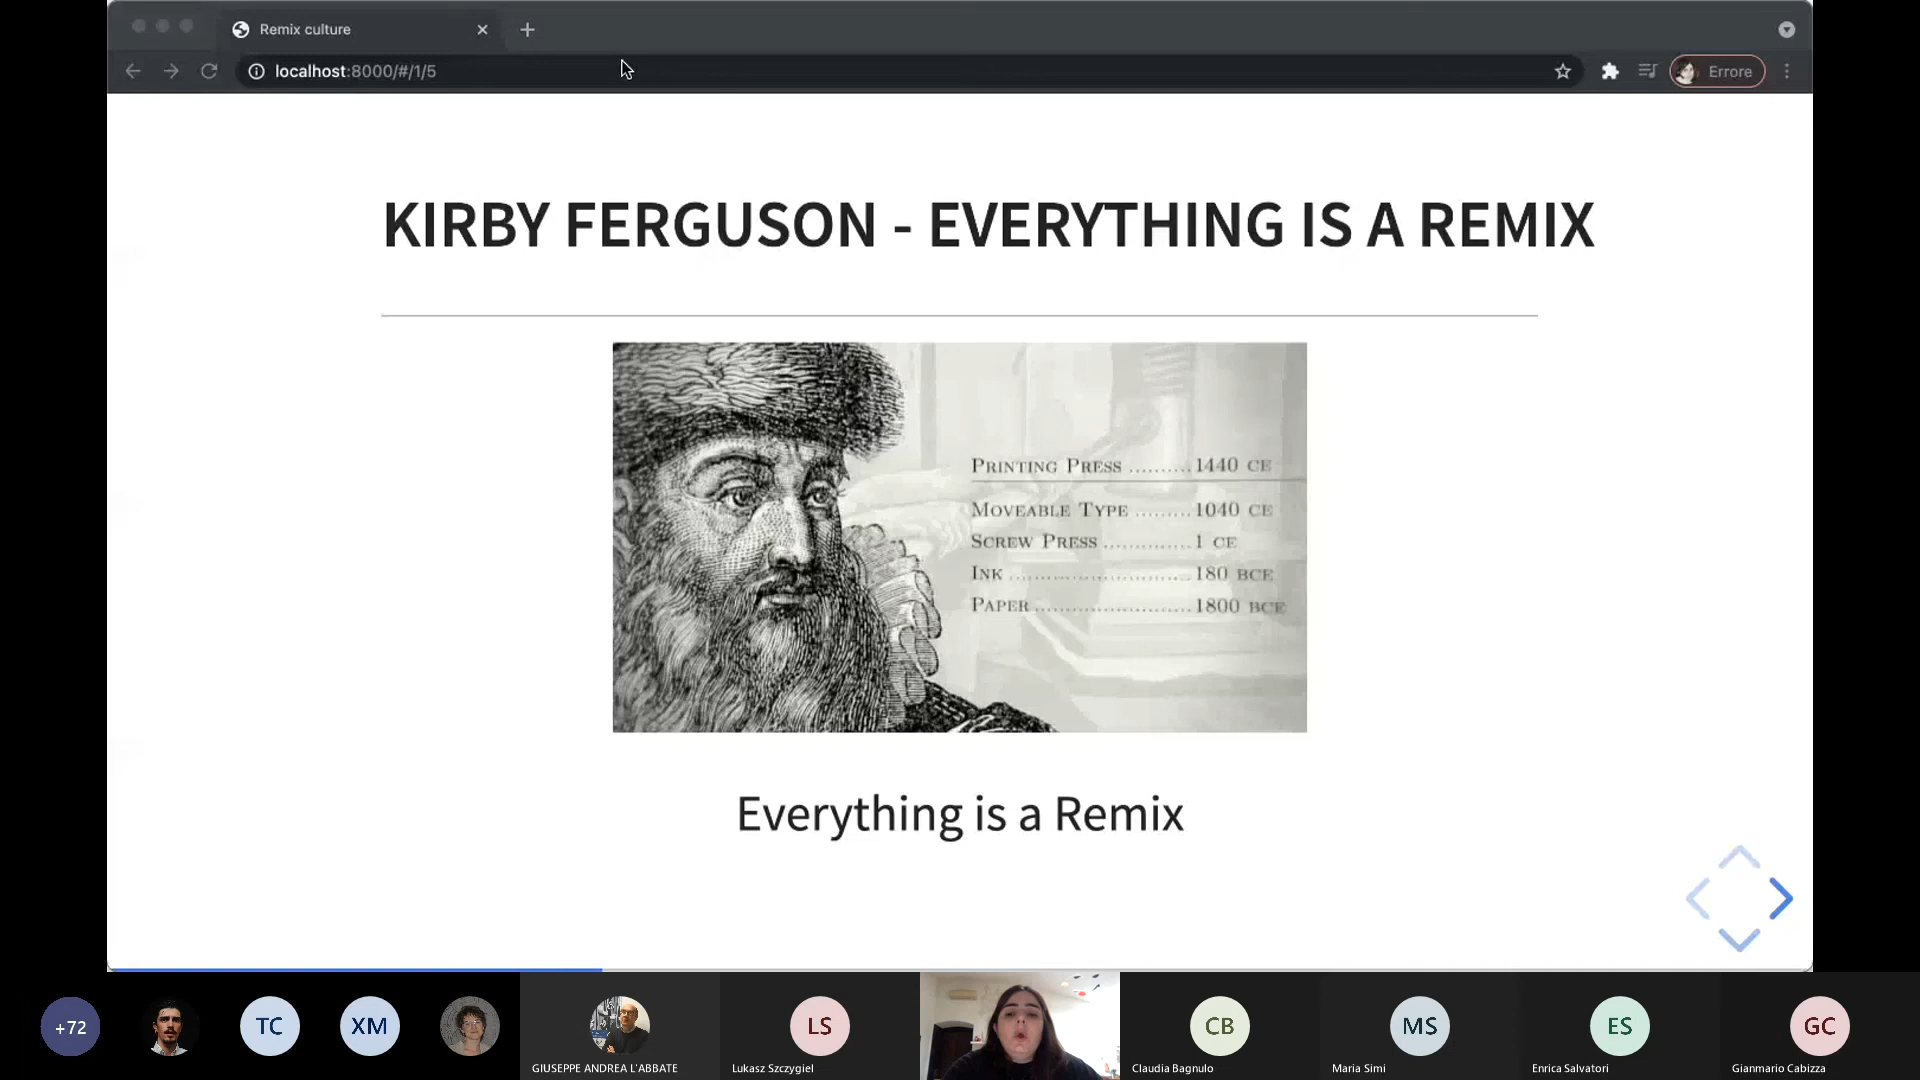 Remix culture
localhost:8000/#/1/5
Errore
KIRBY FERGUSON - EVERYTHING IS A REMIX
PRINTING PRESS .......... 1440 CE
MOVEABLE TYPE ......... 1040 CE
SCREW PRESS .............. 1 CE
INK ............................. 180 BCE
PAPER ......................... 1800 BCE
Everything is a Remix
+72
TC
XM
GIUSEPPE ANDREA L'ABBATE
LS
Lukasz Szczygiel
CB
Claudia Bagnulo
MS
Maria Simi
ES
Enrica Salvatori
GC
Gianmario Cabizza